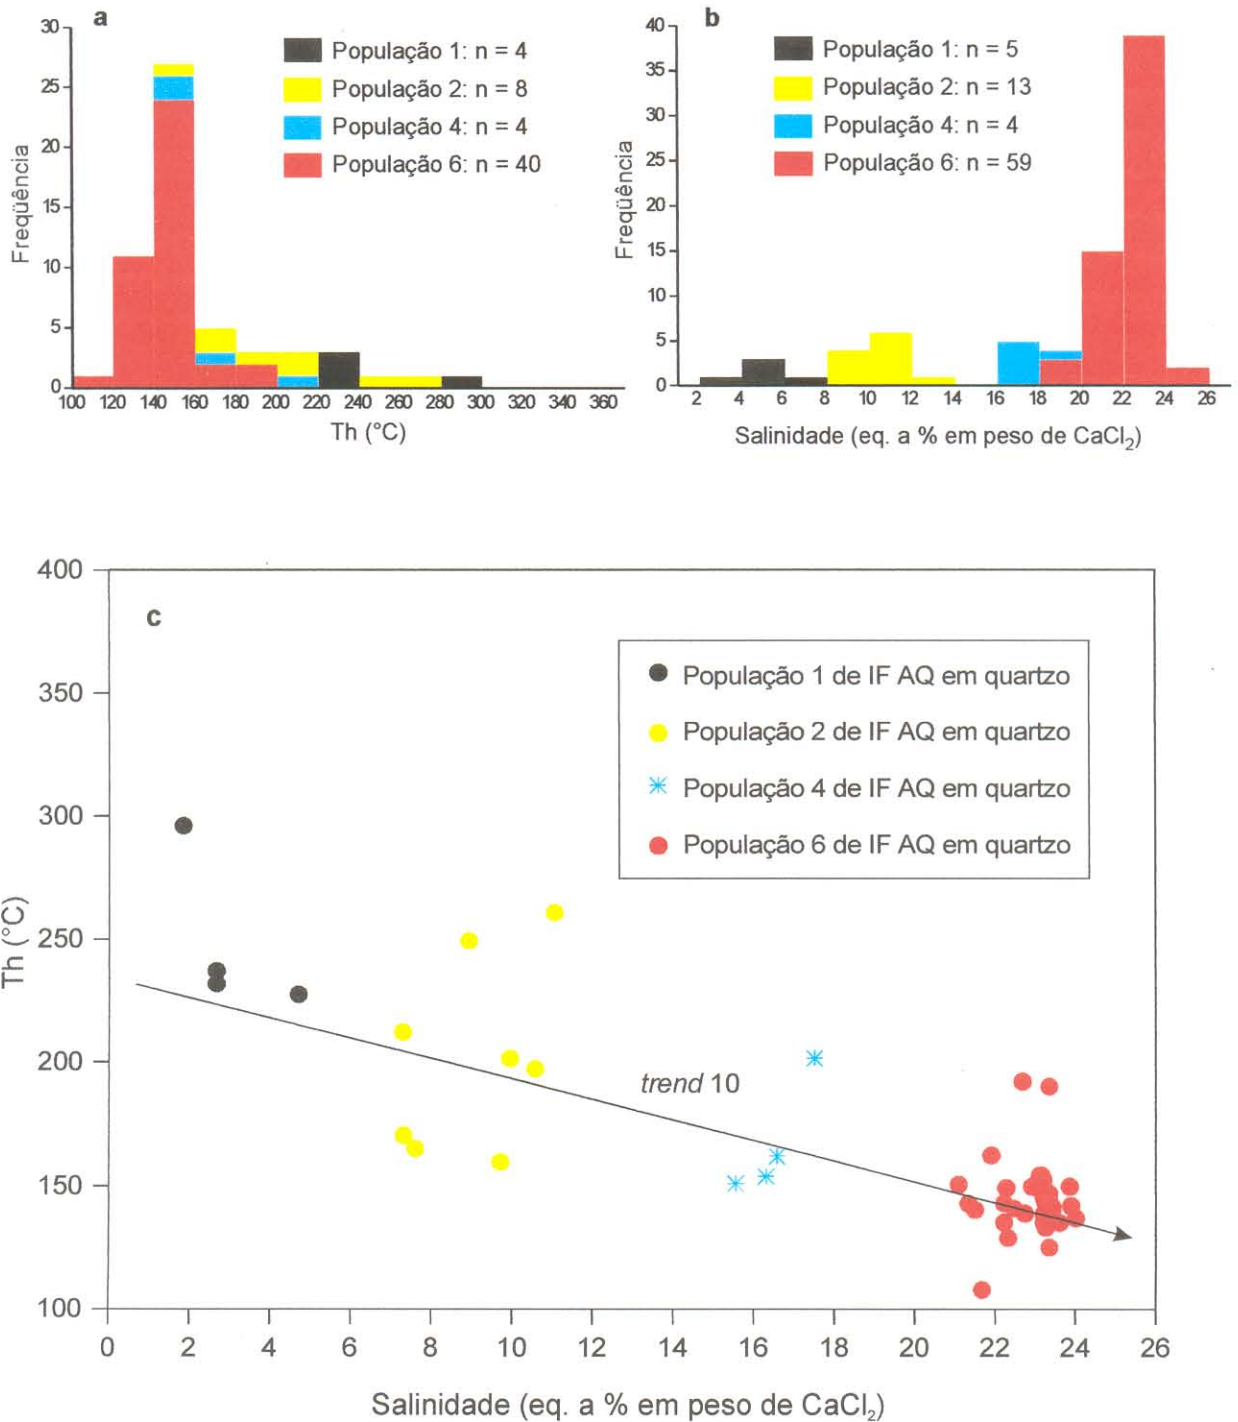 a
30
25
20
15
10
5
0
Freqüência
População 1: n = 4
População 2: n = 8
População 4: n = 4
População 6: n = 40
100 120 140 160 180 200 220 240 260 280 300 320 340 360
Th (°C)
b
40
35
30
25
20
15
10
5
0
Freqüência
População 1: n = 5
População 2: n = 13
População 4: n = 4
População 6: n = 59
2 4 6 8 10 12 14 16 18 20 22 24 26
Salinidade (eq. a % em peso de CaCl₂)
c
400
350
300
250
200
150
100
Th (°C)
População 1 de IF AQ em quartzo
População 2 de IF AQ em quartzo
População 4 de IF AQ em quartzo
População 6 de IF AQ em quartzo
trend 10
0 2 4 6 8 10 12 14 16 18 20 22 24 26
Salinidade (eq. a % em peso de CaCl₂)